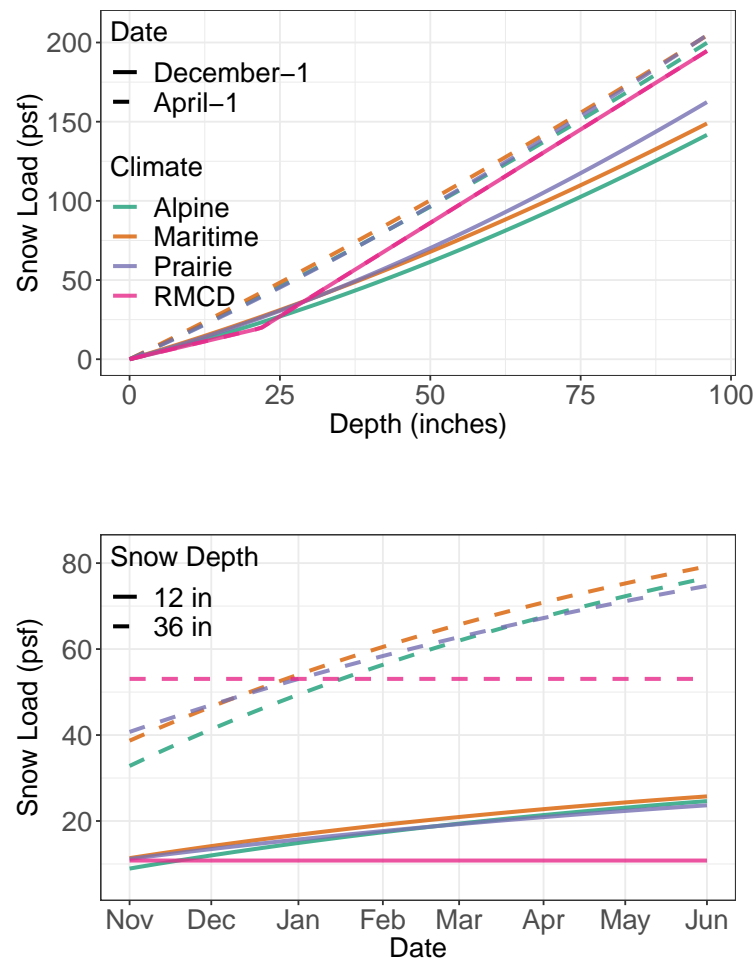 200
150
100
50
0
Snow Load (psf)
Date
December−1
April−1
Climate
Alpine
Maritime
Prairie
RMCD
0 25 50 75 100
Depth (inches)
80
60
40
20
Snow Load (psf)
Snow Depth
12 in
36 in
Nov Dec Jan Feb Mar Apr May Jun
Date